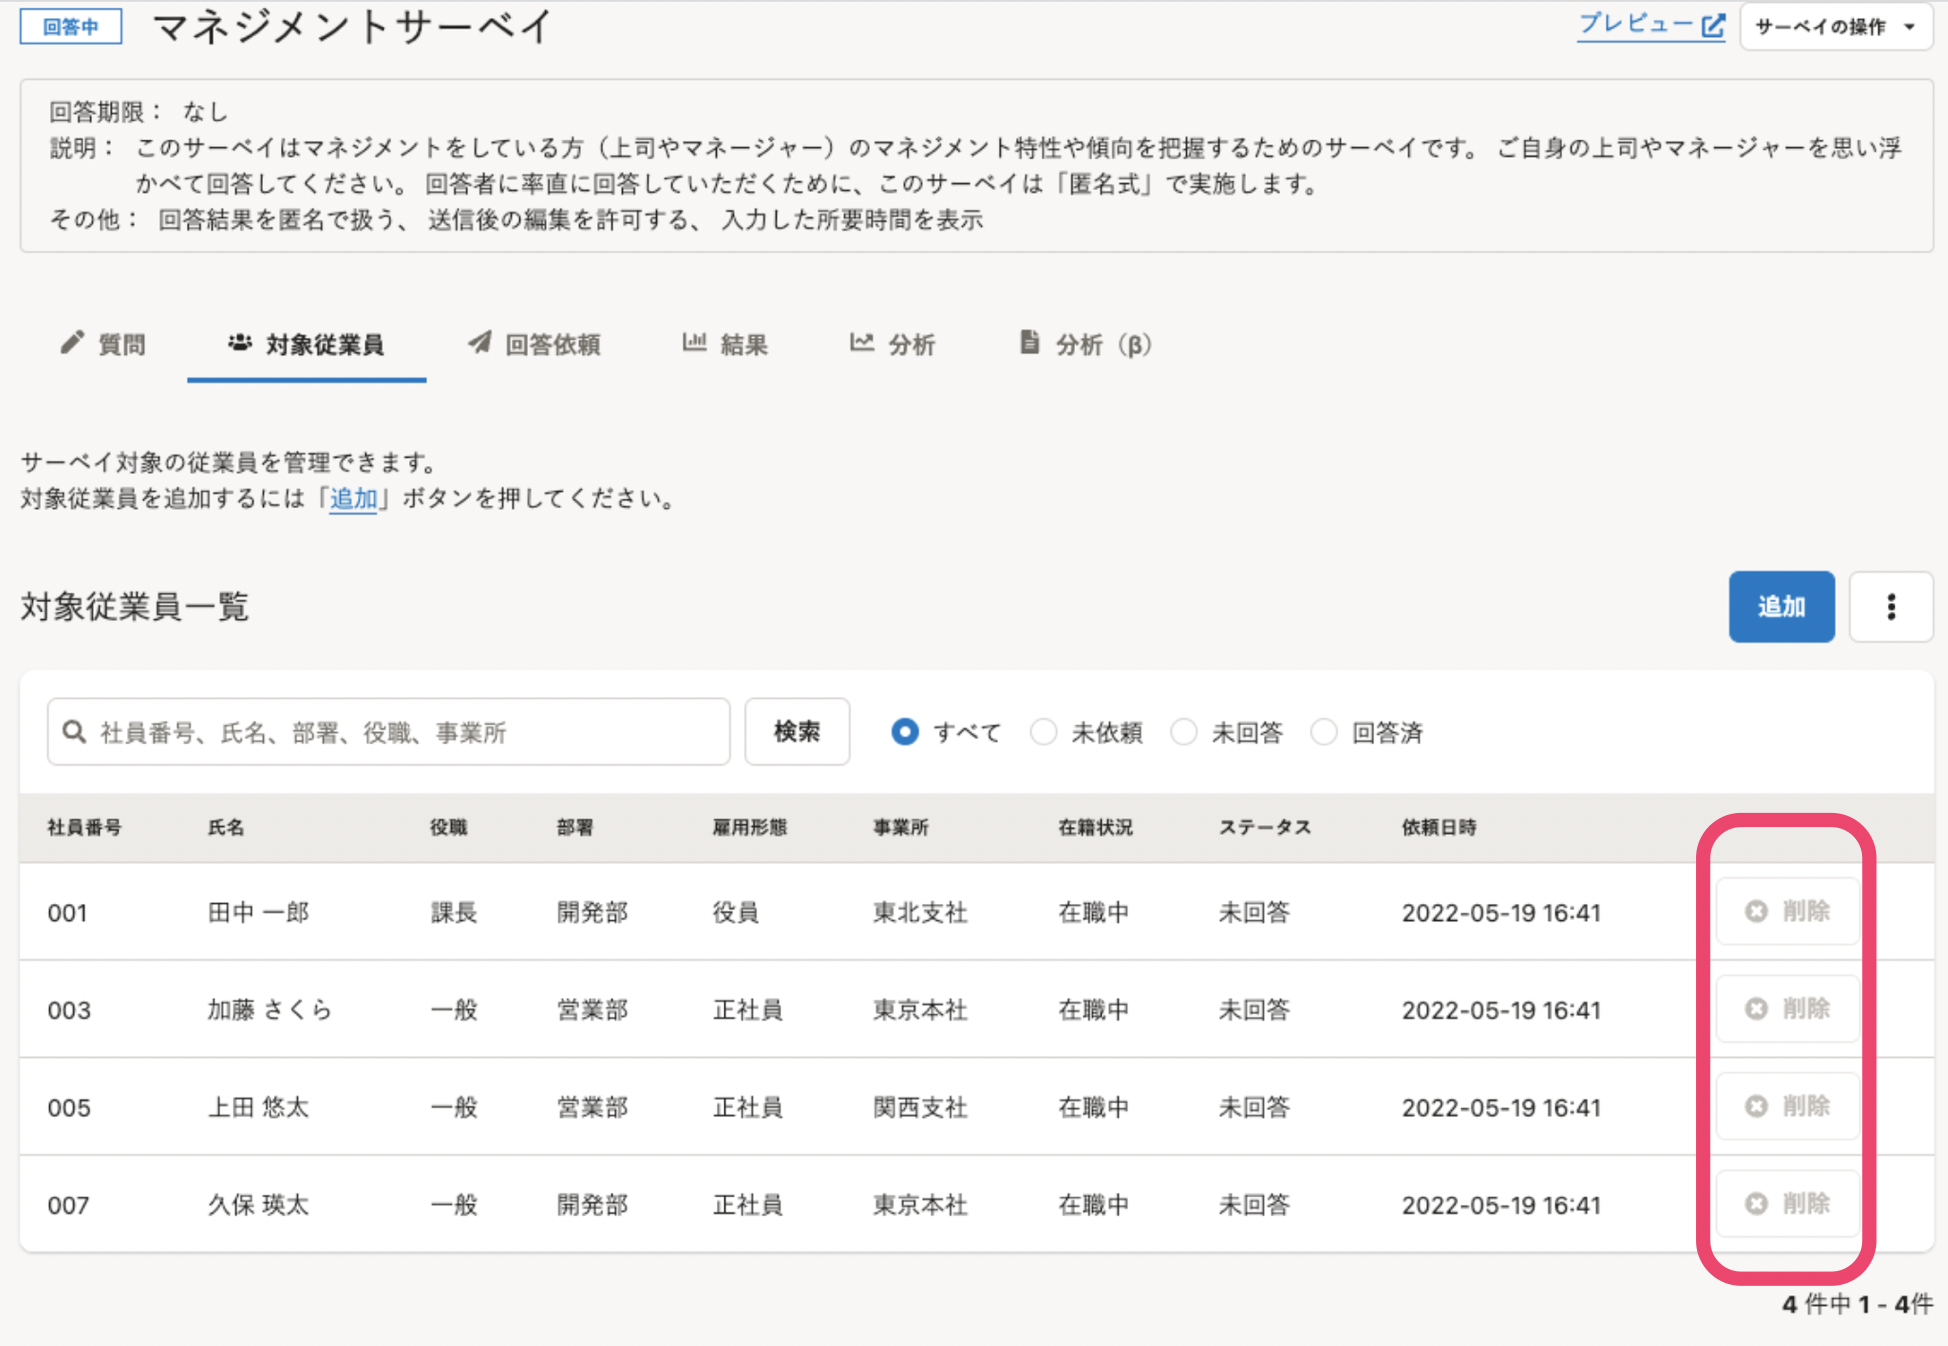 回答中 マネジメントサーベイ プレビュー サーベイの操作
回答期限： なし
説明： このサーベイはマネジメントをしている方（上司やマネージャー）のマネジメント特性や傾向を把握するためのサーベイです。 ご自身の上司やマネージャーを思い浮
かべて回答してください。 回答者に率直に回答していただくために、このサーベイは「匿名式」で実施します。
その他： 回答結果を匿名で扱う、 送信後の編集を許可する、 入力した所要時間を表示
質問 対象従業員 回答依頼 結果 分析 分析（β）
サーベイ対象の従業員を管理できます。
対象従業員を追加するには「追加」ボタンを押してください。
対象従業員一覧 追加
社員番号、氏名、部署、役職、事業所 検索 すべて 未依頼 未回答 回答済
社員番号 氏名 役職 部署 雇用形態 事業所 在籍状況 ステータス 依頼日時
001 田中 一郎 課長 開発部 役員 東北支社 在職中 未回答 2022-05-19 16:41 削除
003 加藤 さくら 一般 営業部 正社員 東京本社 在職中 未回答 2022-05-19 16:41 削除
005 上田 悠太 一般 営業部 正社員 関西支社 在職中 未回答 2022-05-19 16:41 削除
007 久保 瑛太 一般 開発部 正社員 東京本社 在職中 未回答 2022-05-19 16:41 削除
4 件中 1 - 4件